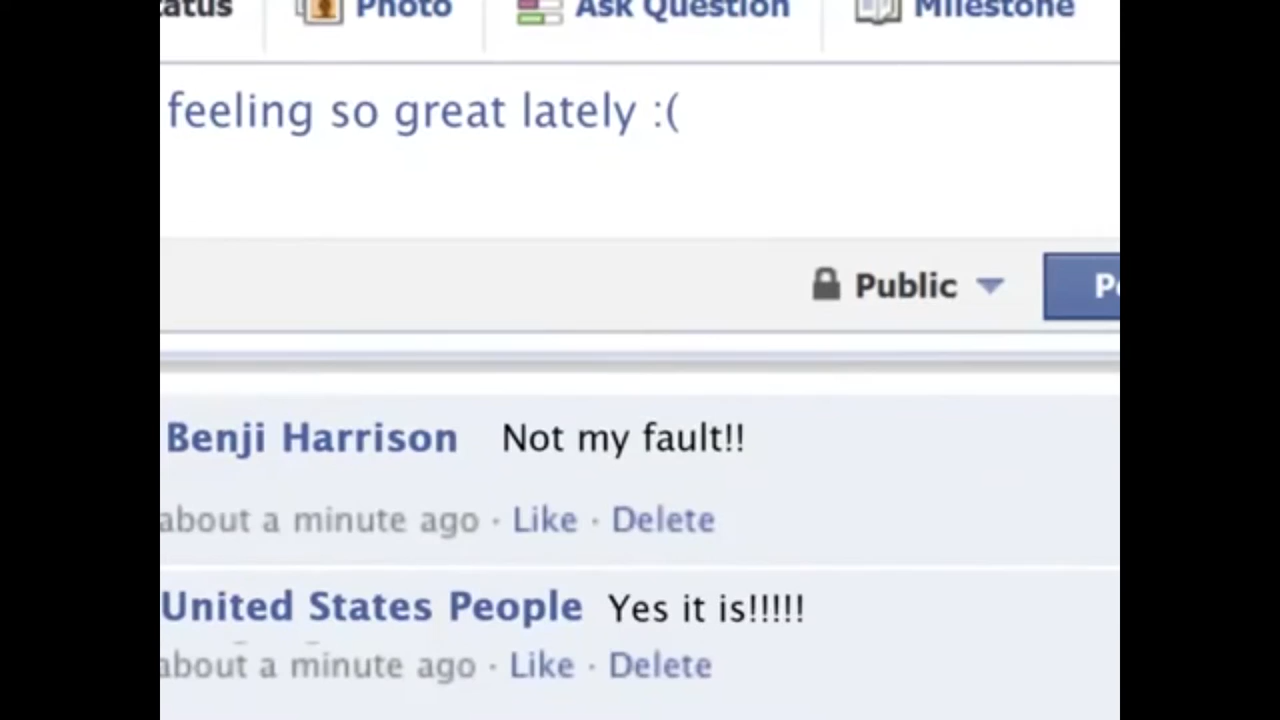 tatus Photo Ask Question Milestone
feeling so great lately :(
Public
Benji Harrison Not my fault!!
about a minute ago · Like · Delete
United States People Yes it is!!!!!
about a minute ago · Like · Delete